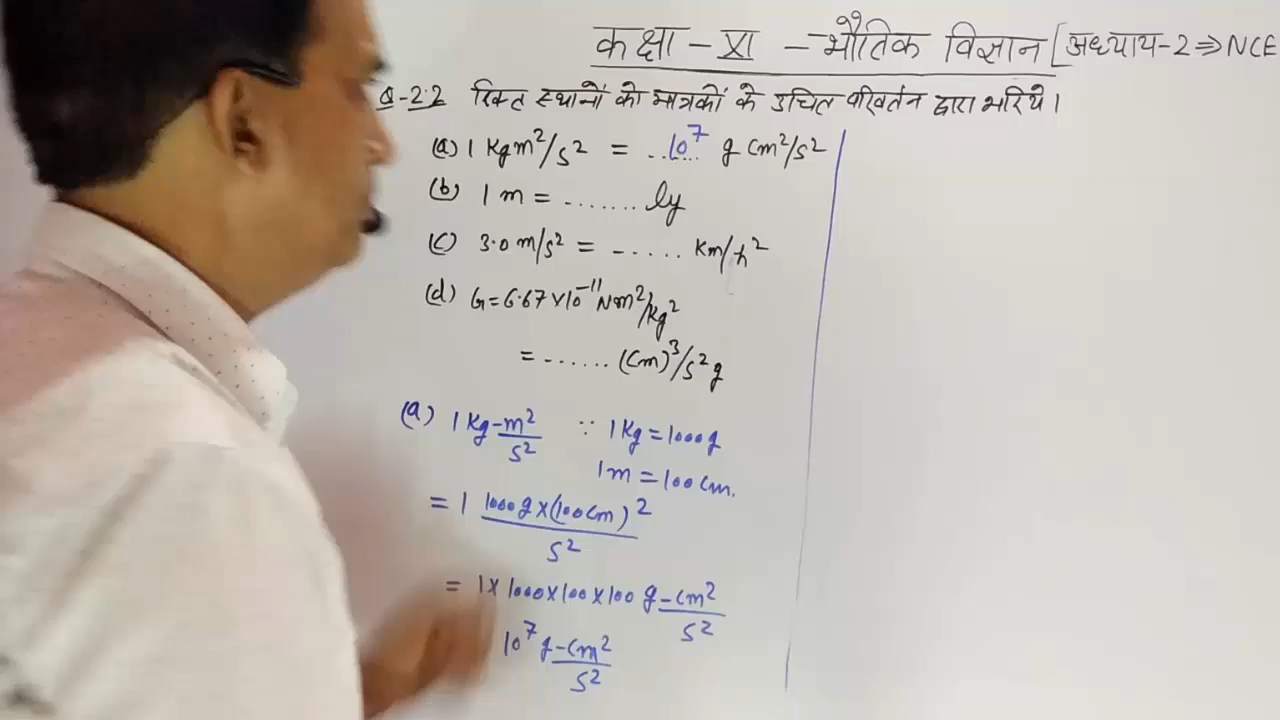 कक्षा - XI - भौतिक विज्ञान [अध्याय-2 ⇒ NCE
Q-2.2 रिक्त स्थानों को मात्रकों के उचित परिवर्तन द्वारा भरिये।
(a) 1 Kg m²/s² = ..10⁷.. g cm²/s²
(b) 1 m = ....... ly
(c) 3.0 m/s² = ...... Km/h²
(d) G = 6.67 × 10⁻¹¹ Nm²/Kg²
= ...... (cm)³/s² g
(a) 1 Kg-m²/s² ∵ 1 Kg = 1000 g
1 m = 100 cm.
= 1 1000 g × (100 cm)²/s²
= 1 × 1000 × 100 × 100 g-cm²/s²
10⁷ g-cm²/s²